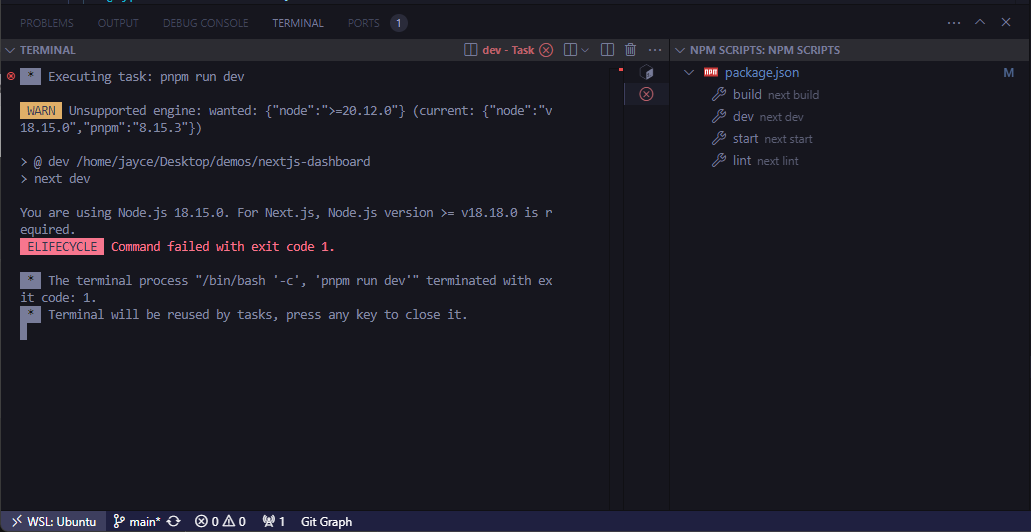 PROBLEMS OUTPUT DEBUG CONSOLE TERMINAL PORTS 1
TERMINAL dev - Task
* Executing task: pnpm run dev
WARN Unsupported engine: wanted: {"node":">=20.12.0"} (current: {"node":"v
18.15.0","pnpm":"8.15.3"})
> @ dev /home/jayce/Desktop/demos/nextjs-dashboard
> next dev
You are using Node.js 18.15.0. For Next.js, Node.js version >= v18.18.0 is r
equired.
ELIFECYCLE Command failed with exit code 1.
* The terminal process "/bin/bash '-c', 'pnpm run dev'" terminated with ex
it code: 1.
* Terminal will be reused by tasks, press any key to close it.
NPM SCRIPTS: NPM SCRIPTS
package.json M
build next build
dev next dev
start next start
lint next lint
WSL: Ubuntu main* 0 0 1 Git Graph